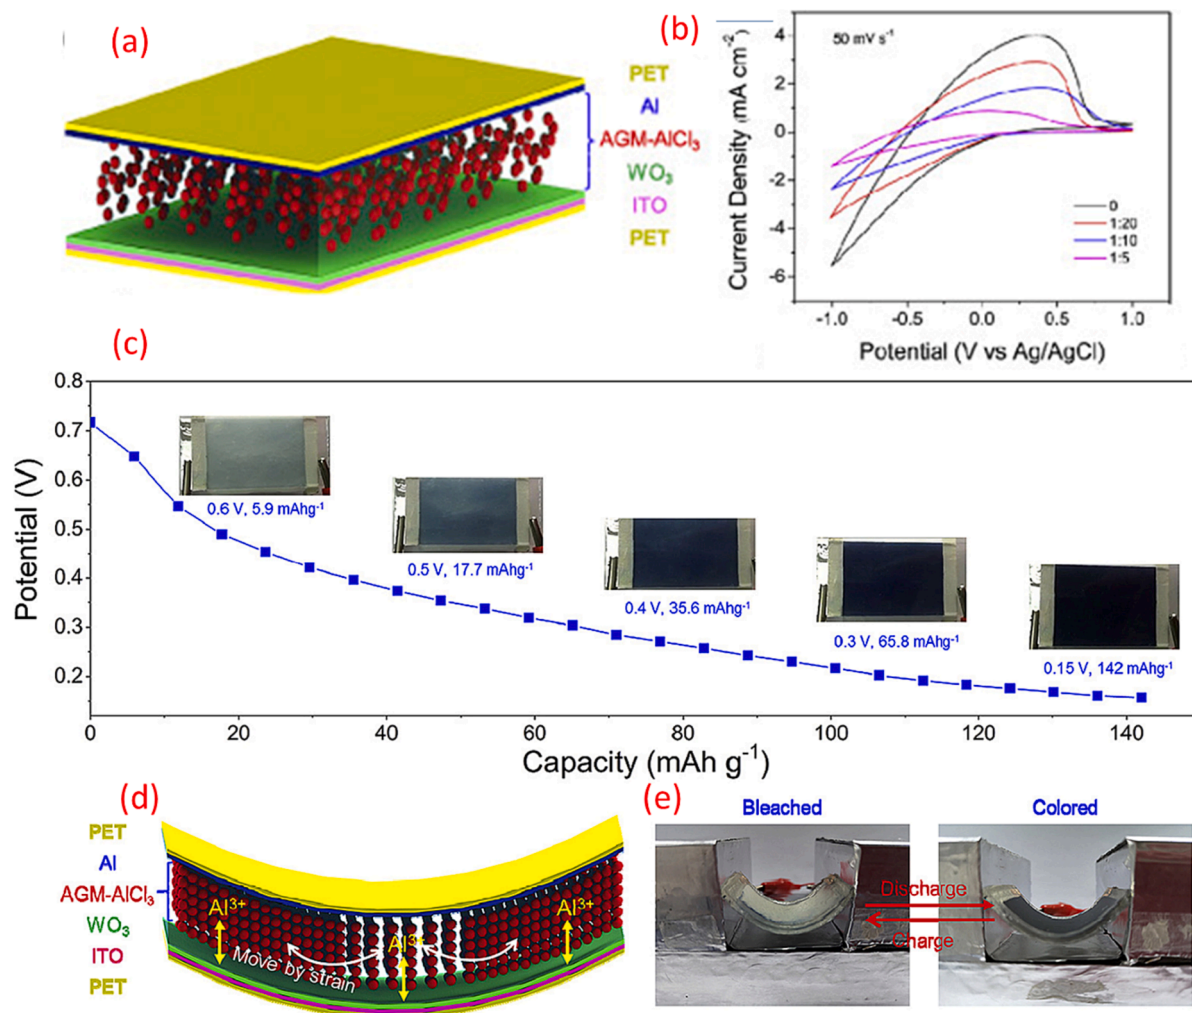 (a)
PET
Al
AGM-AlCl₃
WO₃
ITO
PET
(b)
Current Density (mA cm⁻²)
4
2
0
-2
-4
-6
50 mV s⁻¹
0
1:20
1:10
1:5
-1.0 -0.5 0.0 0.5 1.0
Potential (V vs Ag/AgCl)
(c)
Potential (V)
0.8
0.7
0.6
0.5
0.4
0.3
0.2
0.6 V, 5.9 mAhg⁻¹
0.5 V, 17.7 mAhg⁻¹
0.4 V, 35.6 mAhg⁻¹
0.3 V, 65.8 mAhg⁻¹
0.15 V, 142 mAhg⁻¹
0 20 40 60 80 100 120 140
Capacity (mAh g⁻¹)
(d)
PET
Al
AGM-AlCl₃
WO₃
ITO
PET
Al³⁺
Al³⁺
Al³⁺
Move by strain
(e)
Bleached
Colored
Discharge
Charge